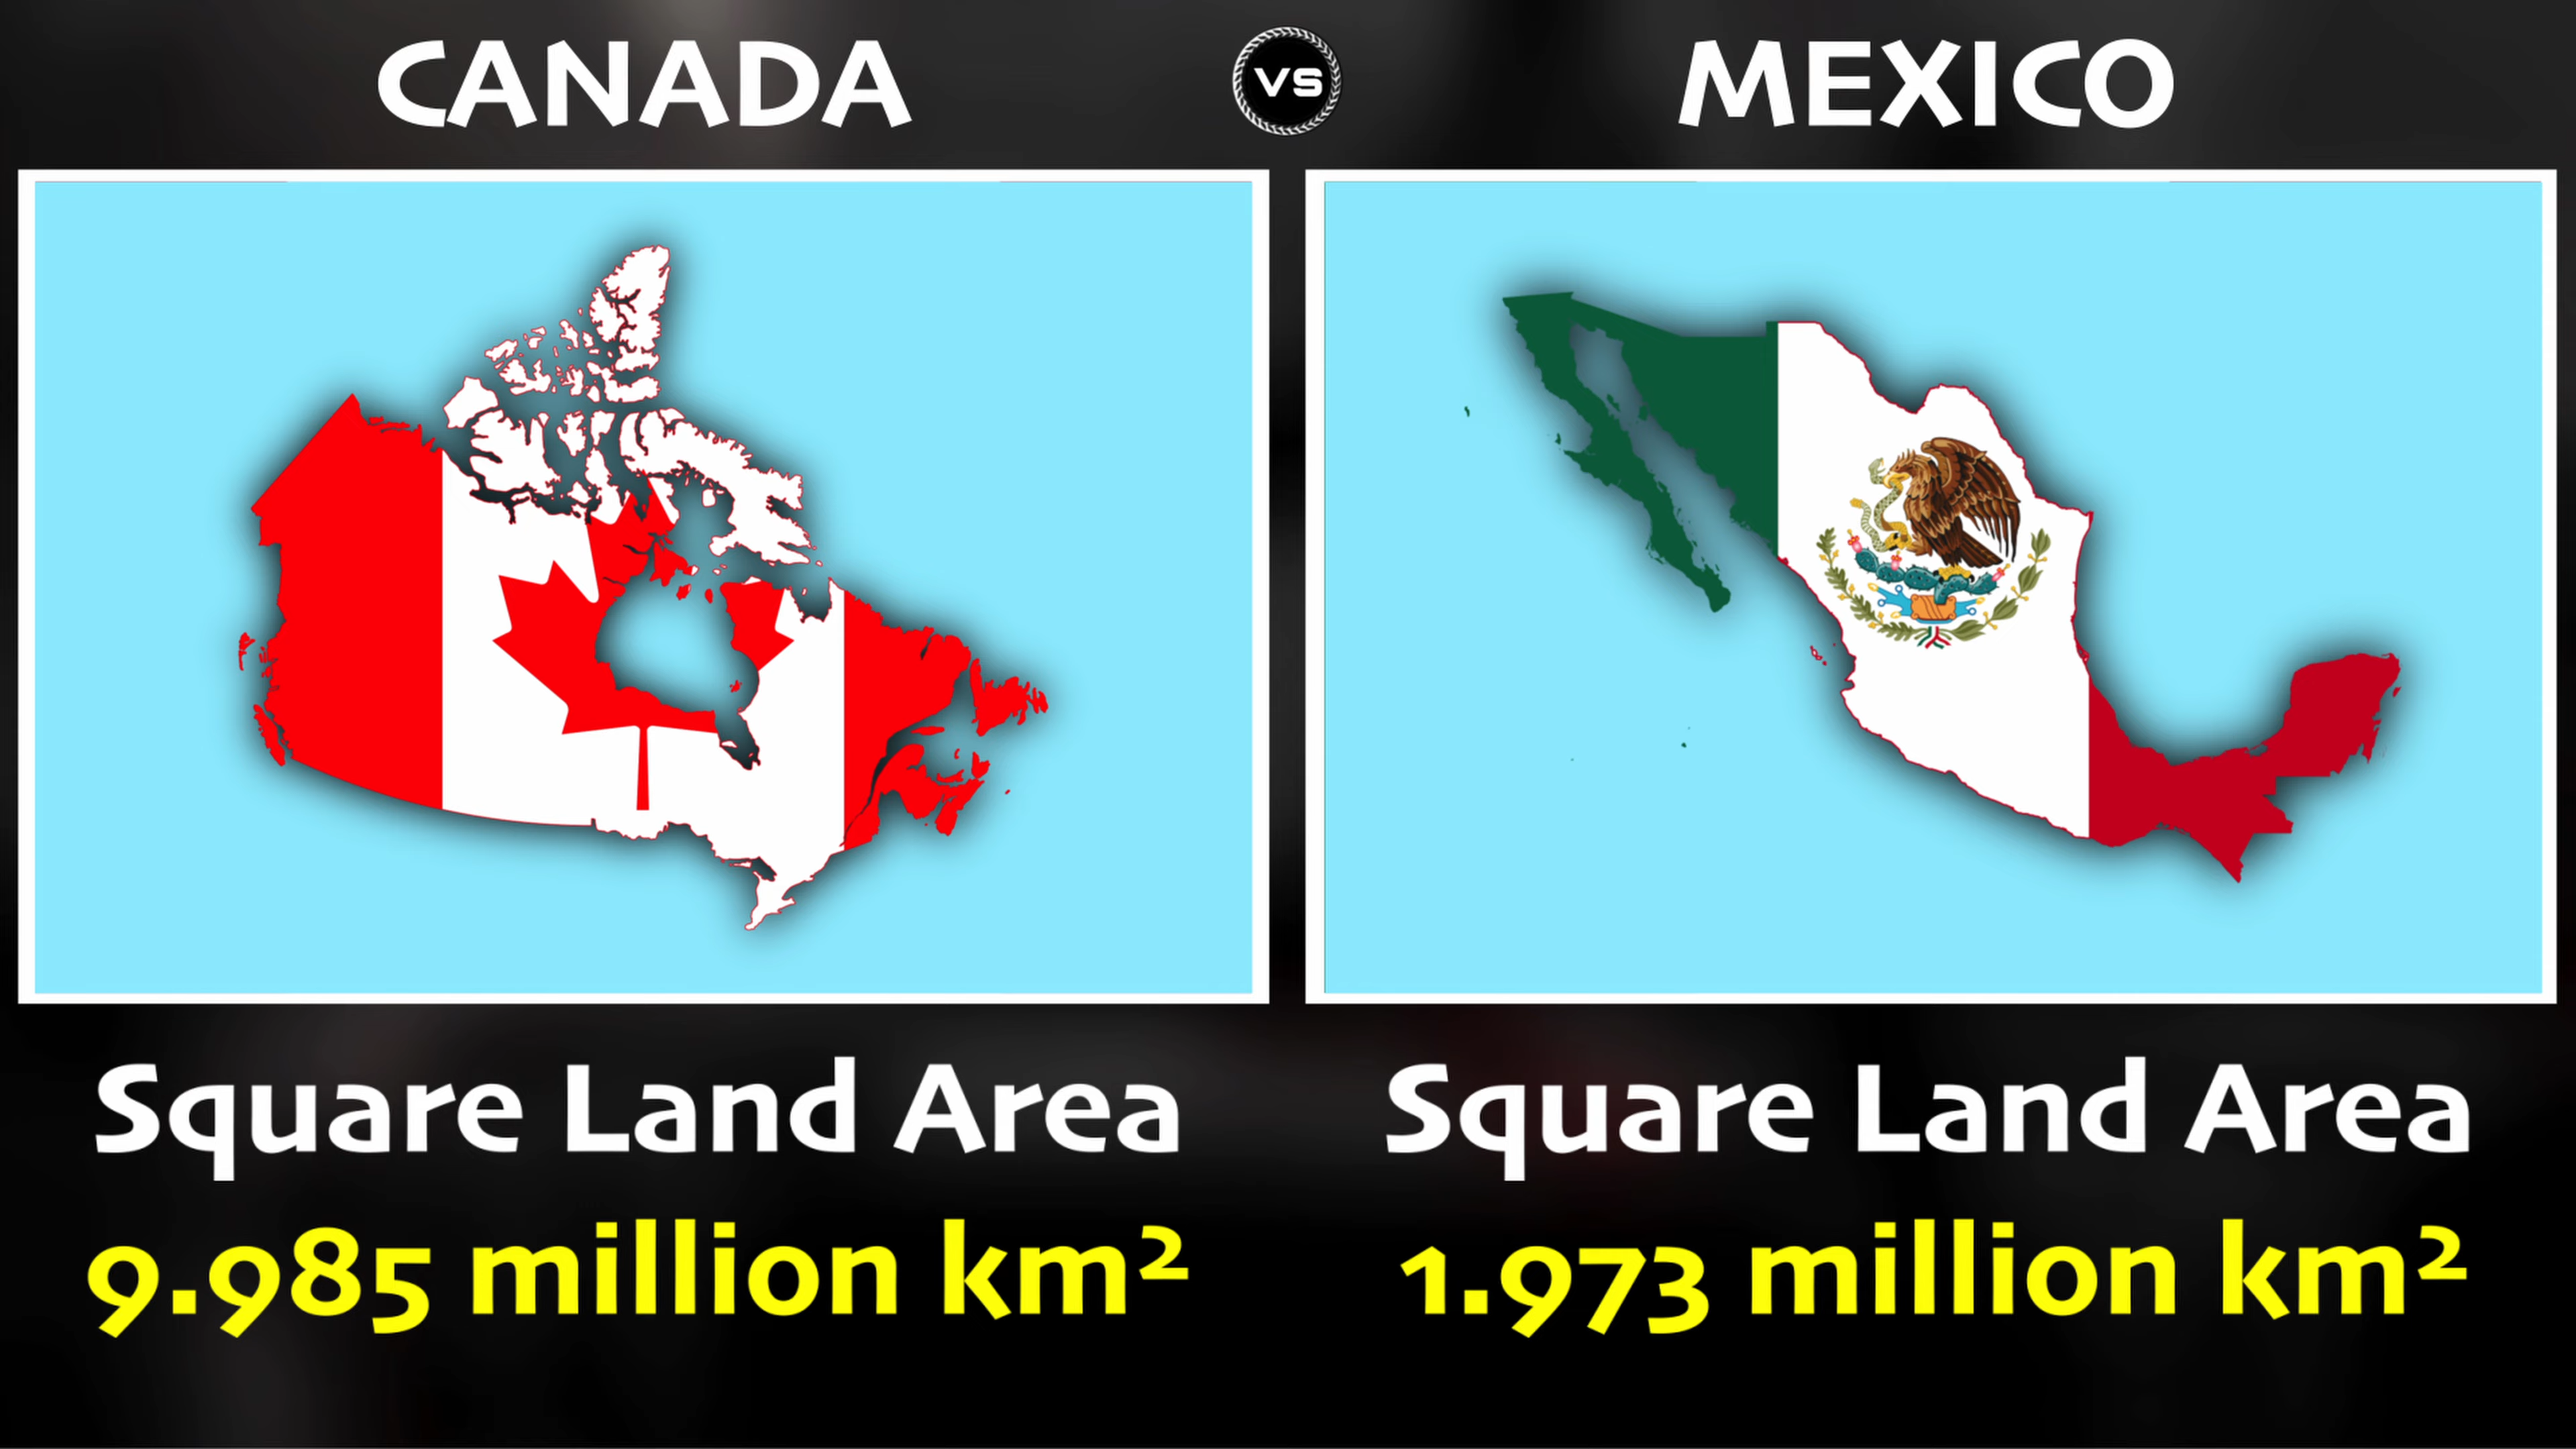 CANADA
VS
MEXICO
Square Land Area
9.985 million km²
Square Land Area
1.973 million km²